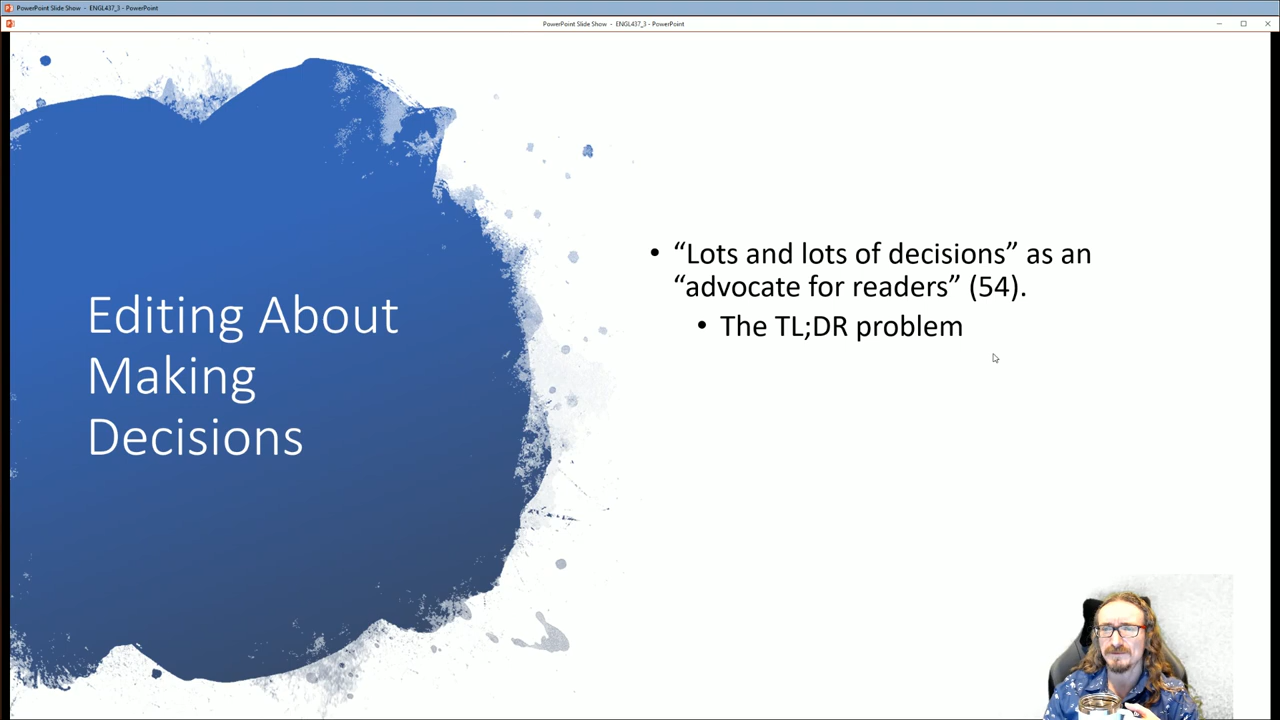 PowerPoint Slide Show - ENGL437_3 - PowerPoint
PowerPoint Slide Show - ENGL437_3 - PowerPoint
Editing About
Making
Decisions
• “Lots and lots of decisions” as an
“advocate for readers” (54).
• The TL;DR problem